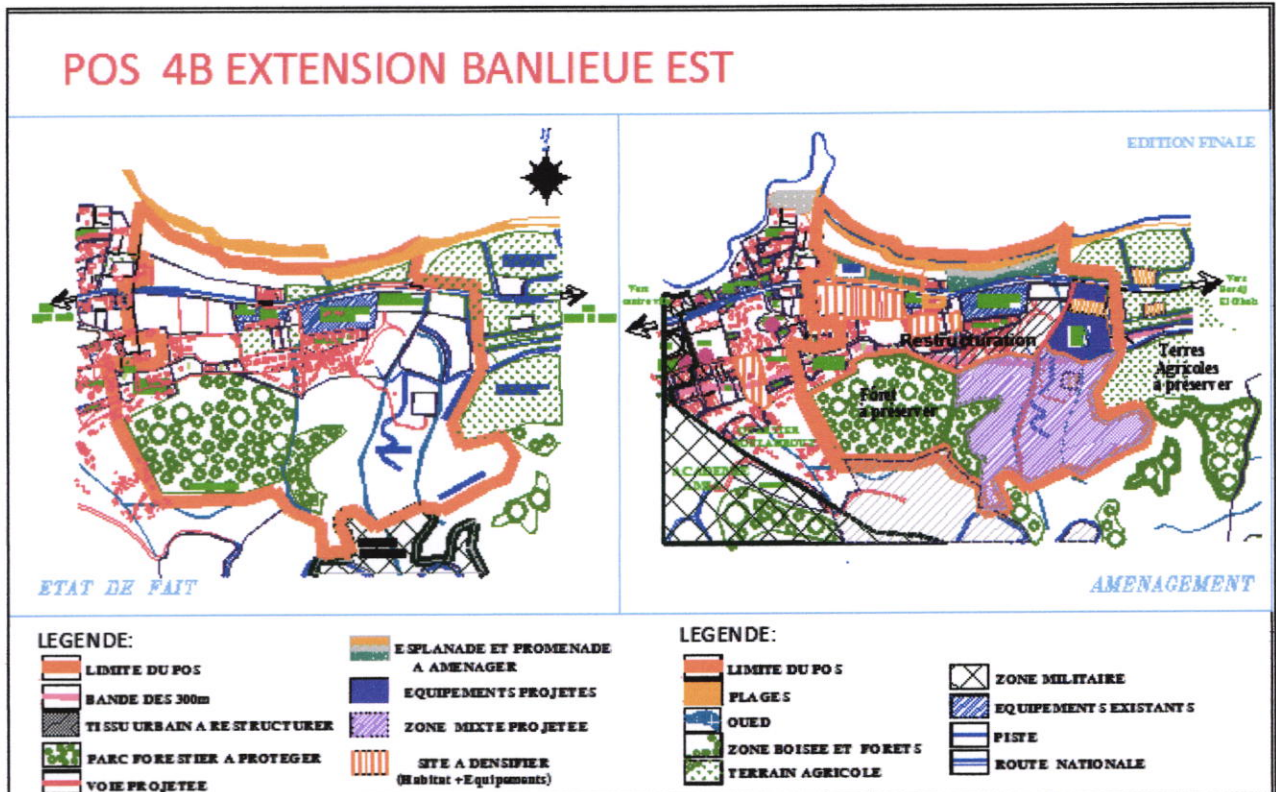 POS 4B EXTENSION BANLIEUE EST
EDITION FINALE
N
ETAT DE FAIT
Vers
Vers
Bordj
Restructuration
Terres
Agricoles
a préserver
Fôret
a préserver
AMENAGEMENT
LEGENDE:
LIMITE DU POS
BANDE DES 300m
TISSU URBAIN A RESTRUCTURER
PARC FORESTIER A PROTEGER
VOIE PROJETEE
ESPLANADE ET PROMENADE
A AMENAGER
EQUIPEMENTS PROJETES
ZONE MIXTE PROJETEE
SITE A DENSIFIER
(Habitat +Equipements)
LEGENDE:
LIMITE DU POS
PLAGES
OUED
ZONE BOISEE ET FORETS
TERRAIN AGRICOLE
ZONE MILITAIRE
EQUIPEMENTS EXISTANTS
PISTE
ROUTE NATIONALE